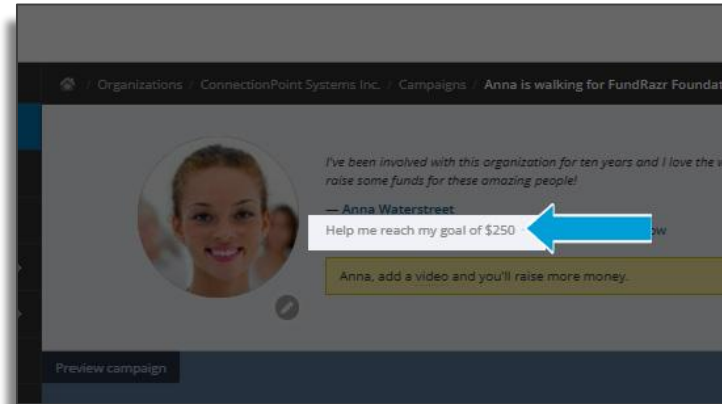 Organizations / ConnectionPoint Systems Inc. / Campaigns / Anna is walking for FundRazr Foundat
I've been involved with this organization for ten years and I love the w
raise some funds for these amazing people!
— Anna Waterstreet
Help me reach my goal of $250
ow
Anna, add a video and you'll raise more money.
Preview campaign